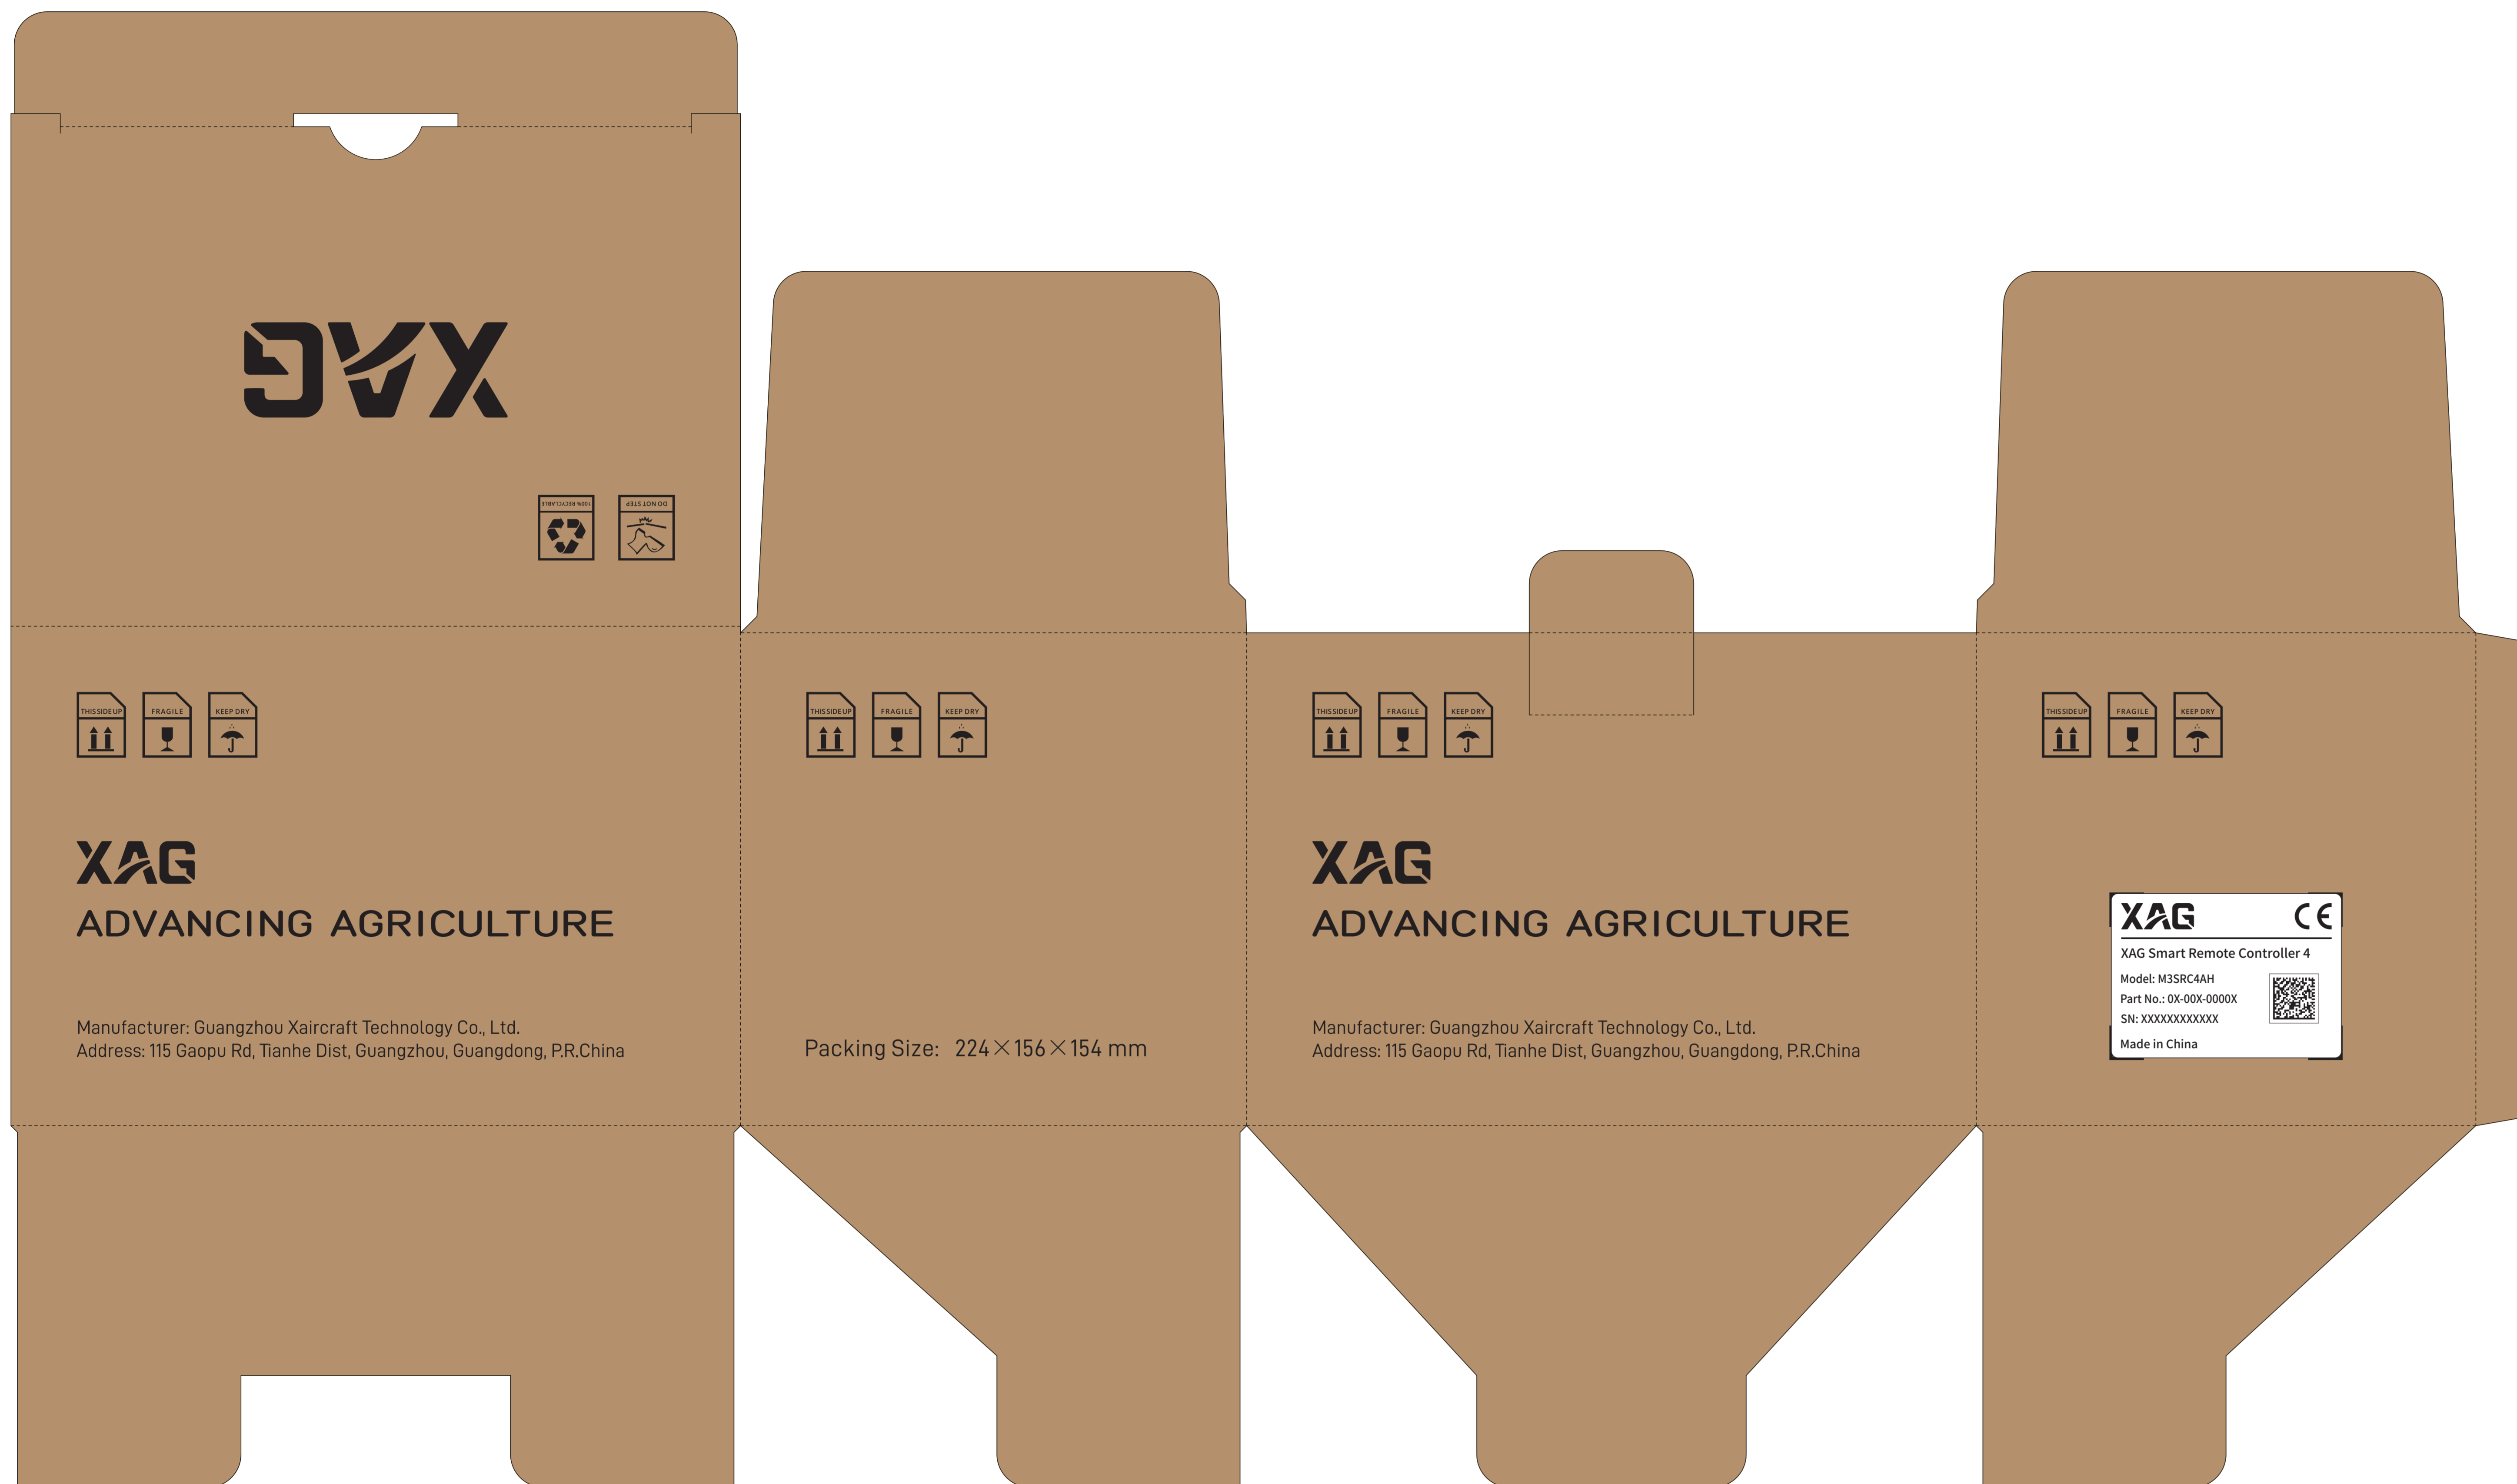 XAG
100% RECYCLABLE
DO NOT STEP
THIS SIDE UP
FRAGILE
KEEP DRY
XAG
ADVANCING AGRICULTURE
Manufacturer: Guangzhou Xaircraft Technology Co., Ltd.
Address: 115 Gaopu Rd, Tianhe Dist, Guangzhou, Guangdong, P.R.China
THIS SIDE UP
FRAGILE
KEEP DRY
Packing Size: 224×156×154 mm
THIS SIDE UP
FRAGILE
KEEP DRY
XAG
ADVANCING AGRICULTURE
Manufacturer: Guangzhou Xaircraft Technology Co., Ltd.
Address: 115 Gaopu Rd, Tianhe Dist, Guangzhou, Guangdong, P.R.China
THIS SIDE UP
FRAGILE
KEEP DRY
XAG CE
XAG Smart Remote Controller 4
Model: M3SRC4AH
Part No.: 0X-00X-0000X
SN: XXXXXXXXXXXX
Made in China